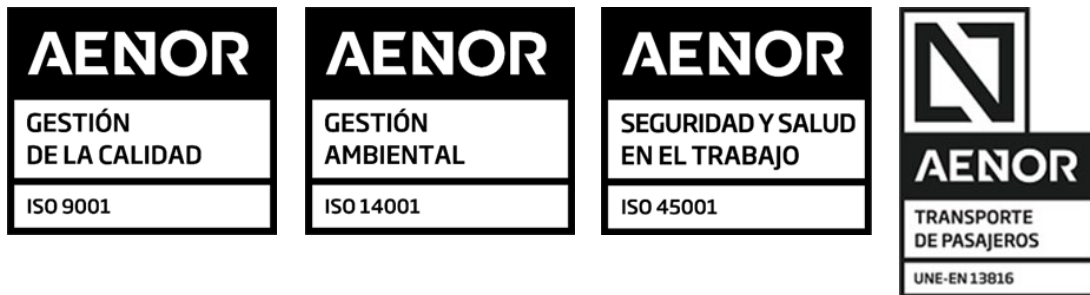 AENOR
GESTIÓN
DE LA CALIDAD
ISO 9001
AENOR
GESTIÓN
AMBIENTAL
ISO 14001
AENOR
SEGURIDAD Y SALUD
EN EL TRABAJO
ISO 45001
AENOR
TRANSPORTE
DE PASAJEROS
UNE-EN 13816